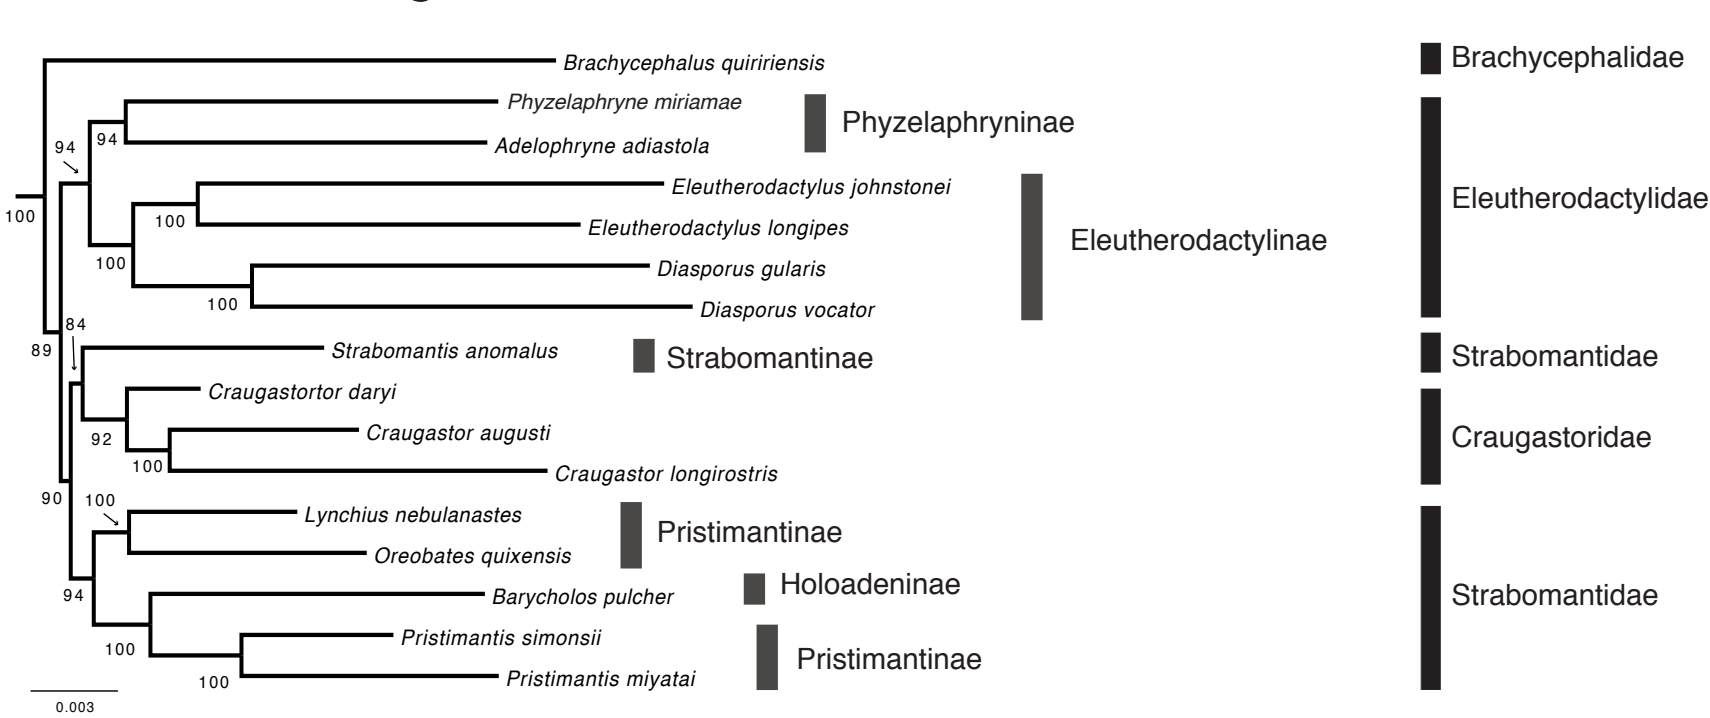 Brachycephalus quiririensis
Brachycephalidae
Phyzelaphryne miriamae
Phyzelaphryninae
94
94
Adelophryne adiastola
Eleutherodactylus johnstonei
Eleutherodactylidae
100
100
Eleutherodactylus longipes
Eleutherodactylinae
100
Diasporus gularis
100
Diasporus vocator
84
89
Strabomantis anomalus
Strabomantinae
Strabomantidae
Craugastortor daryi
92
Craugastor augusti
Craugastoridae
100
Craugastor longirostris
90
100
Lynchius nebulanastes
Pristimantinae
Oreobates quixensis
Holoadeninae
94
Barycholos pulcher
Strabomantidae
100
Pristimantis simonsii
Pristimantinae
100
Pristimantis miyatai
0.003